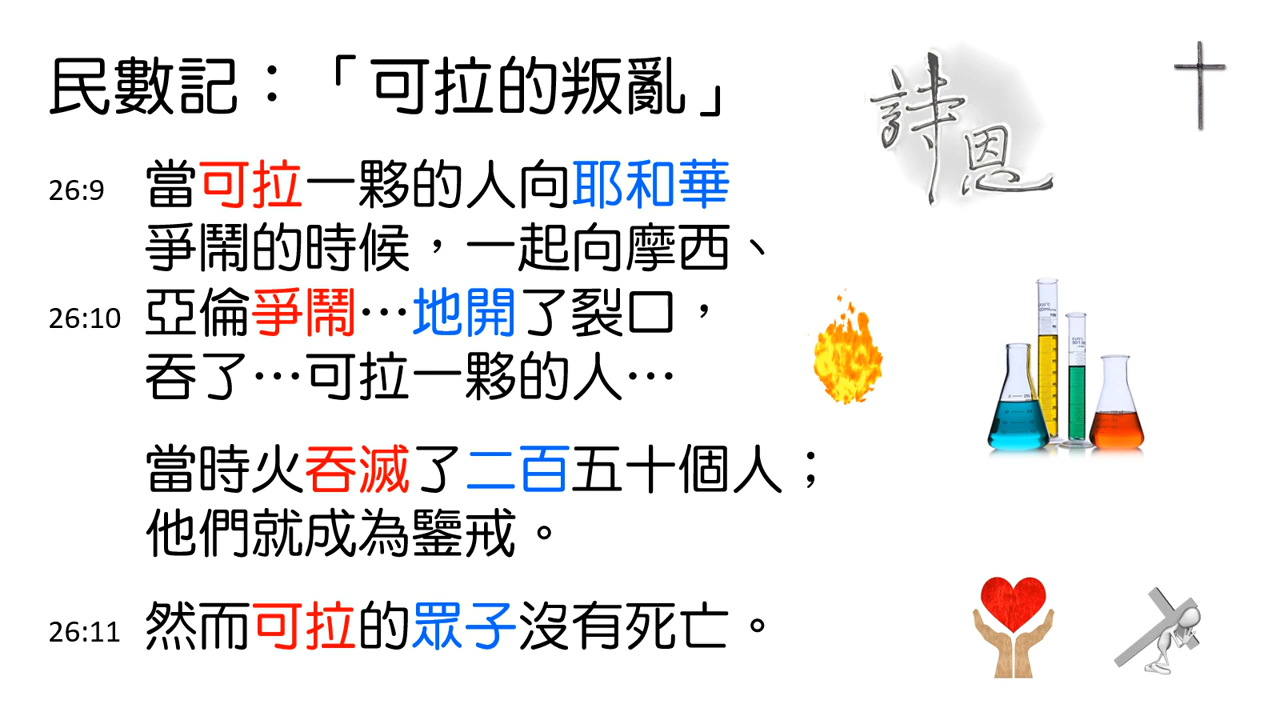 民數記：「可拉的叛亂」
詩恩
26:9 當可拉一夥的人向耶和華
爭鬧的時候，一起向摩西、
26:10 亞倫爭鬧…地開了裂口，
吞了…可拉一夥的人…
當時火吞滅了二百五十個人；
他們就成為鑒戒。
26:11 然而可拉的眾子沒有死亡。